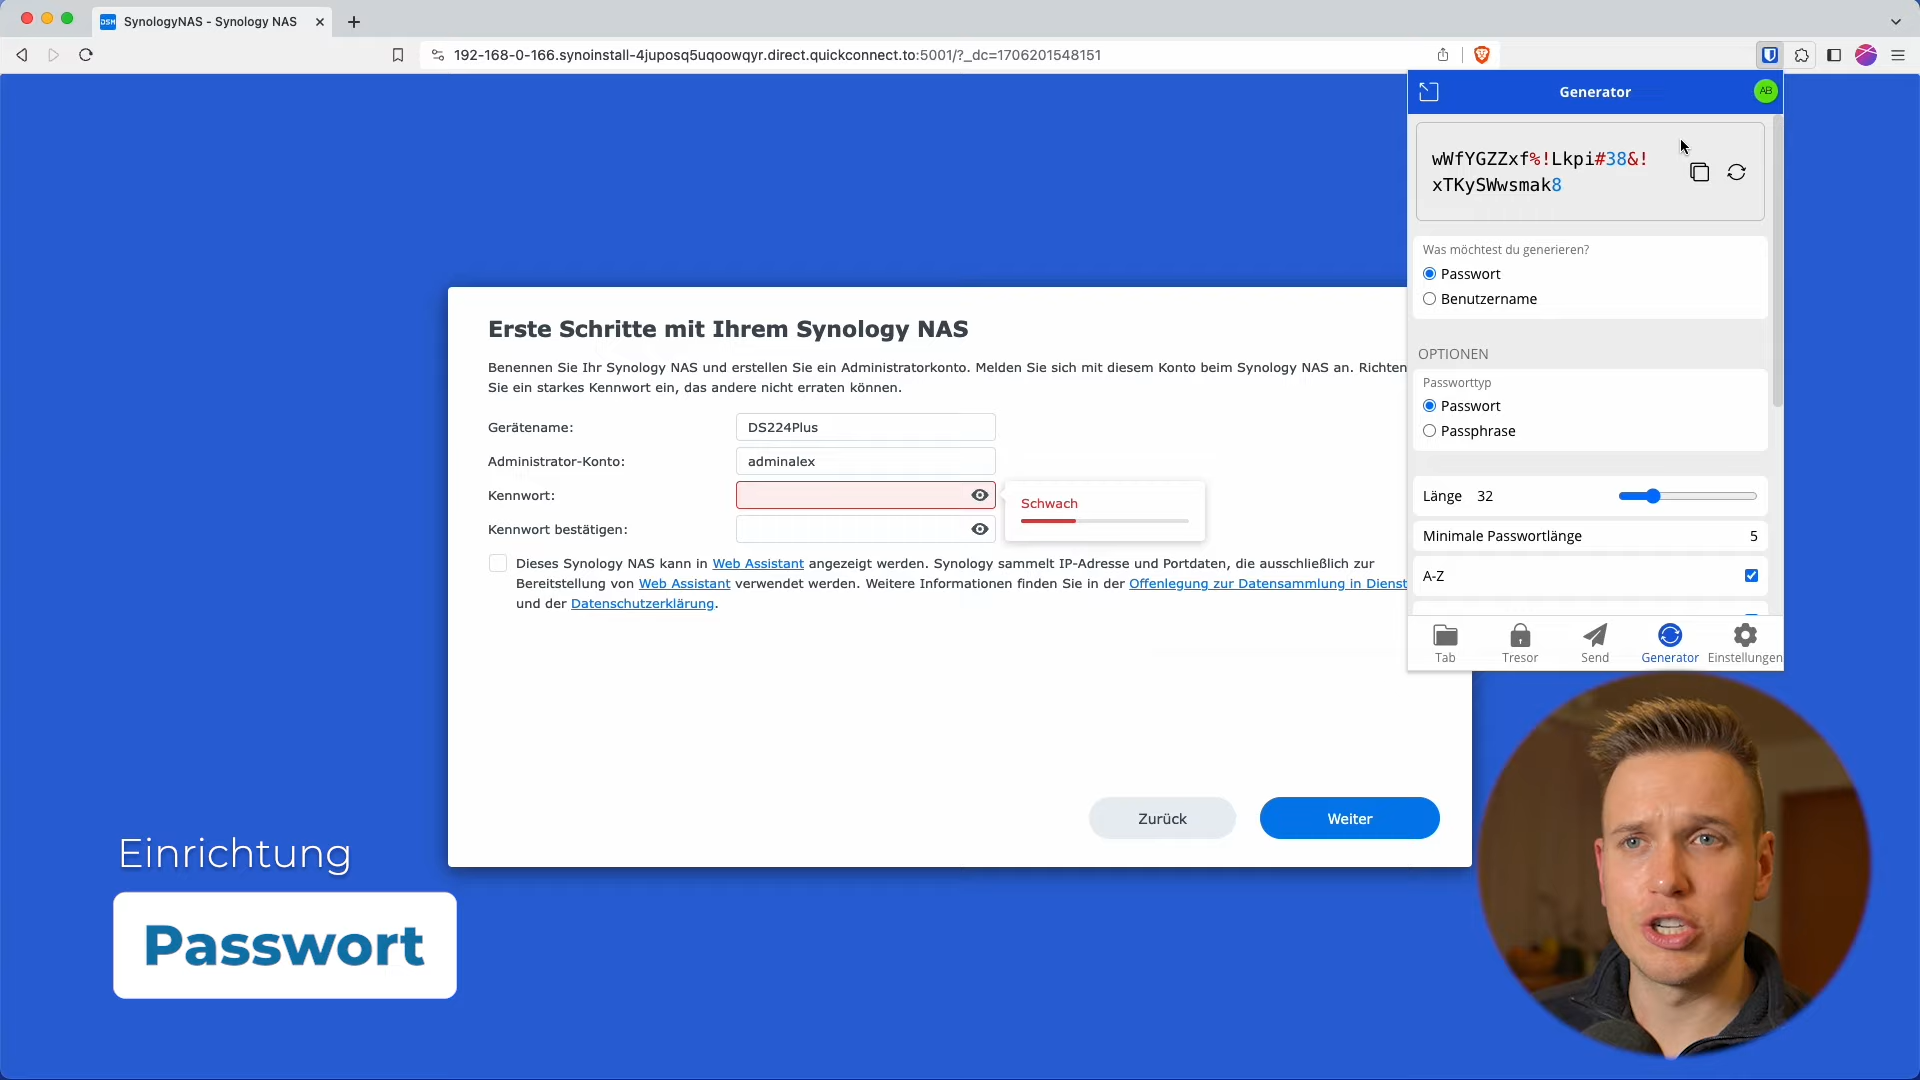 SynologyNAS - Synology NAS
192-168-0-166.synoinstall-4juposq5uqoowqyr.direct.quickconnect.to:5001/?_dc=1706201548151
Generator
AB
wWfYGZZxf%!Lkpi#38&!
xTKySWwsmak8
Was möchtest du generieren?
Passwort
Benutzername
OPTIONEN
Passworttyp
Passwort
Passphrase
Länge 32
Minimale Passwortlänge 5
A-Z
Tab
Tresor
Send
Generator
Einstellungen
Erste Schritte mit Ihrem Synology NAS
Benennen Sie Ihr Synology NAS und erstellen Sie ein Administratorkonto. Melden Sie sich mit diesem Konto beim Synology NAS an. Richten
Sie ein starkes Kennwort ein, das andere nicht erraten können.
Gerätename: DS224Plus
Administrator-Konto: adminalex
Kennwort:
Schwach
Kennwort bestätigen:
Dieses Synology NAS kann in Web Assistant angezeigt werden. Synology sammelt IP-Adresse und Portdaten, die ausschließlich zur
Bereitstellung von Web Assistant verwendet werden. Weitere Informationen finden Sie in der Offenlegung zur Datensammlung in Dienst
und der Datenschutzerklärung.
Zurück
Weiter
Einrichtung
Passwort